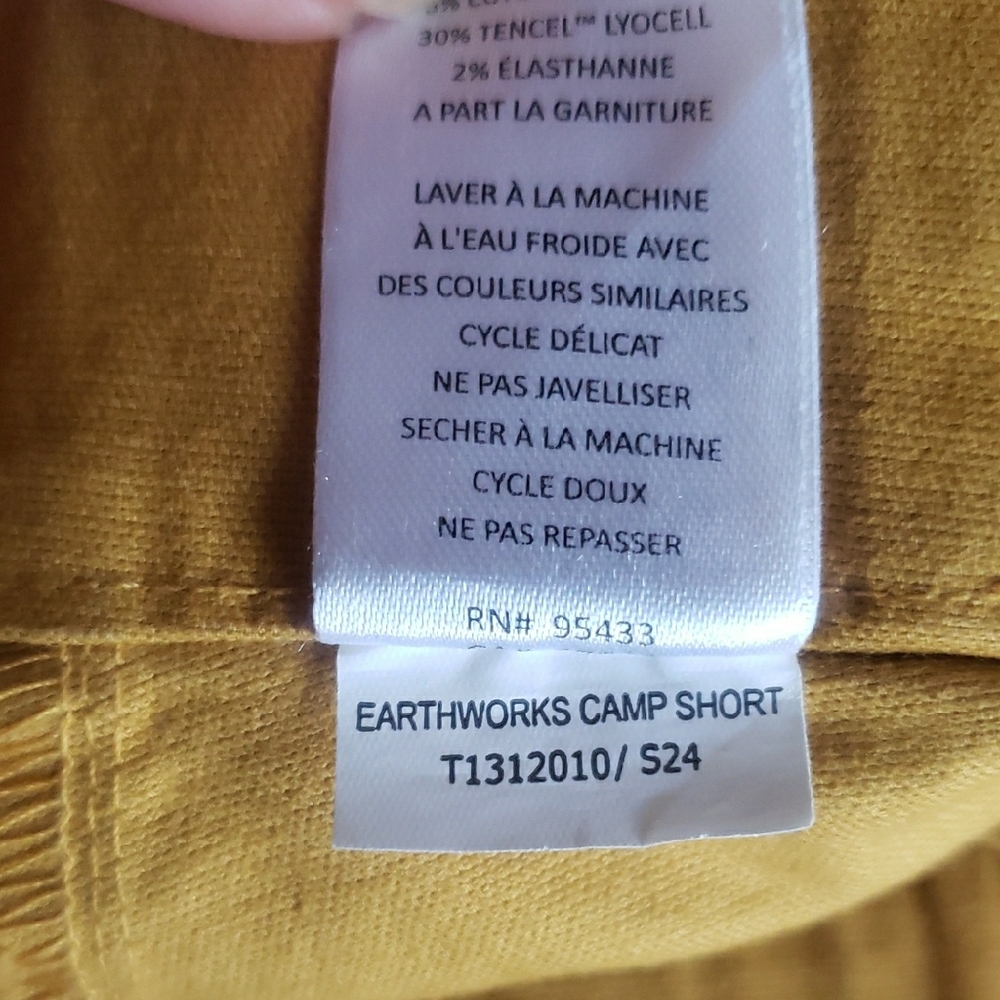 30% TENCEL™ LYOCELL
2% ÉLASTHANNE
A PART LA GARNITURE
LAVER À LA MACHINE
À L'EAU FROIDE AVEC
DES COULEURS SIMILAIRES
CYCLE DÉLICAT
NE PAS JAVELLISER
SECHER À LA MACHINE
CYCLE DOUX
NE PAS REPASSER
RN# 95433
EARTHWORKS CAMP SHORT
T1312010/ S24